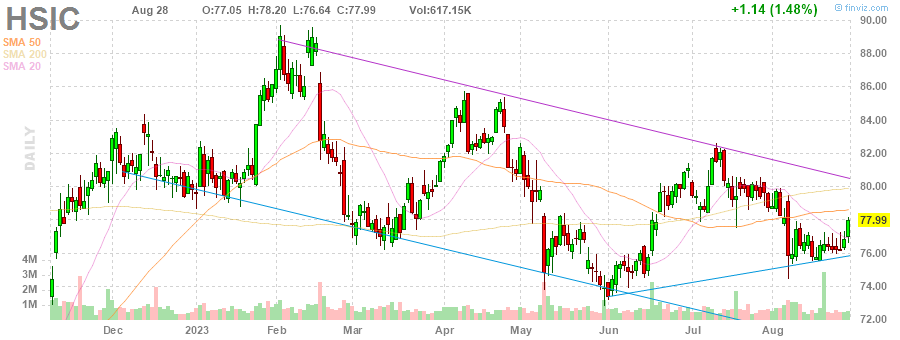 HSIC
Aug 28 O:77.05 H:78.20 L:76.64 C:77.99 Vol:617.15K +1.14 (1.48%)
© finviz.com
SMA 50
SMA 200
SMA 20
DAILY
90.00
88.00
86.00
84.00
82.00
80.00
77.99
76.00
74.00
72.00
4M
3M
2M
1M
Dec 2023 Feb Mar Apr May Jun Jul Aug